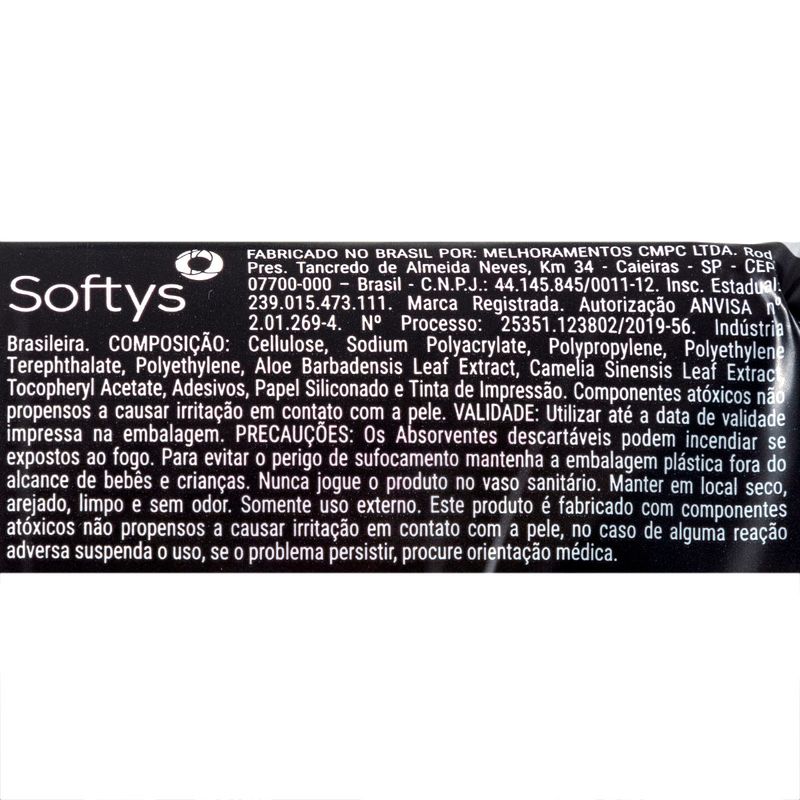 Softys
FABRICADO NO BRASIL POR: MELHORAMENTOS CMPC LTDA. Rod
Pres. Tancredo de Almeida Neves, Km 34 - Caieiras - SP - CEP
07700-000 – Brasil - C.N.P.J.: 44.145.845/0011-12. Insc. Estadual:
239.015.473.111. Marca Registrada. Autorização ANVISA nº
2.01.269-4. Nº Processo: 25351.123802/2019-56. Indústria
Brasileira. COMPOSIÇÃO: Cellulose, Sodium Polyacrylate, Polypropylene, Polyethylene
Terephthalate, Polyethylene, Aloe Barbadensis Leaf Extract, Camelia Sinensis Leaf Extract,
Tocopheryl Acetate, Adesivos, Papel Siliconado e Tinta de Impressão. Componentes atóxicos não
propensos a causar irritação em contato com a pele. VALIDADE: Utilizar até a data de validade
impressa na embalagem. PRECAUÇÕES: Os Absorventes descartáveis podem incendiar se
expostos ao fogo. Para evitar o perigo de sufocamento mantenha a embalagem plástica fora do
alcance de bebês e crianças. Nunca jogue o produto no vaso sanitário. Manter em local seco,
arejado, limpo e sem odor. Somente uso externo. Este produto é fabricado com componentes
atóxicos não propensos a causar irritação em contato com a pele, no caso de alguma reação
adversa suspenda o uso, se o problema persistir, procure orientação médica.